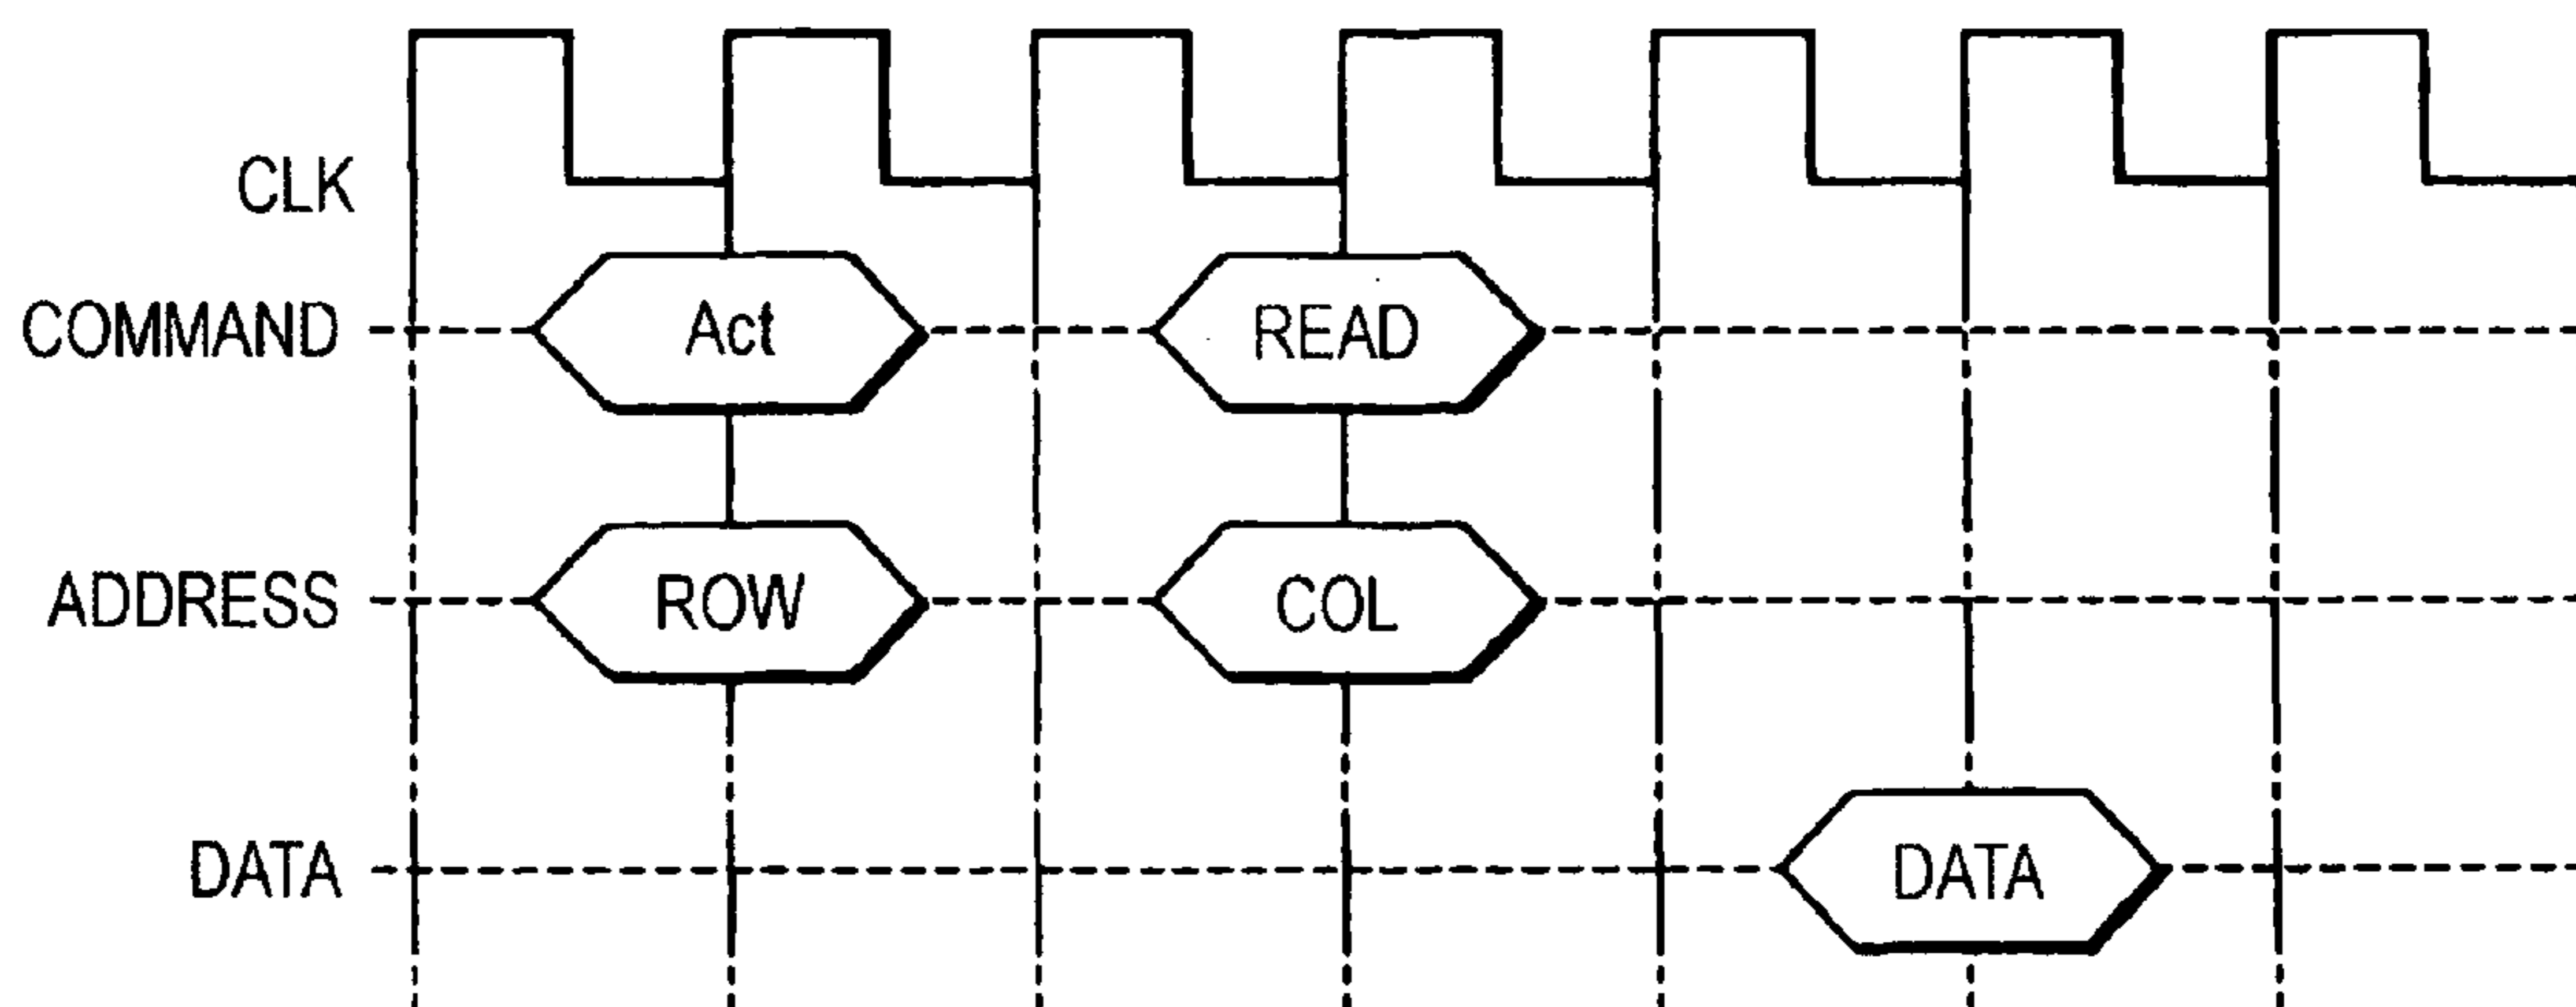 CLK
COMMAND Act READ
ADDRESS ROW COL
DATA DATA